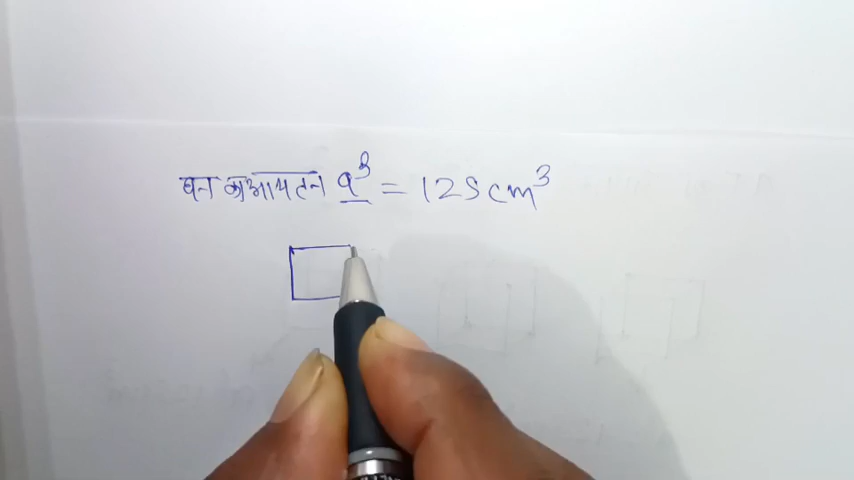 घन का आयतन a³ = 125 cm³